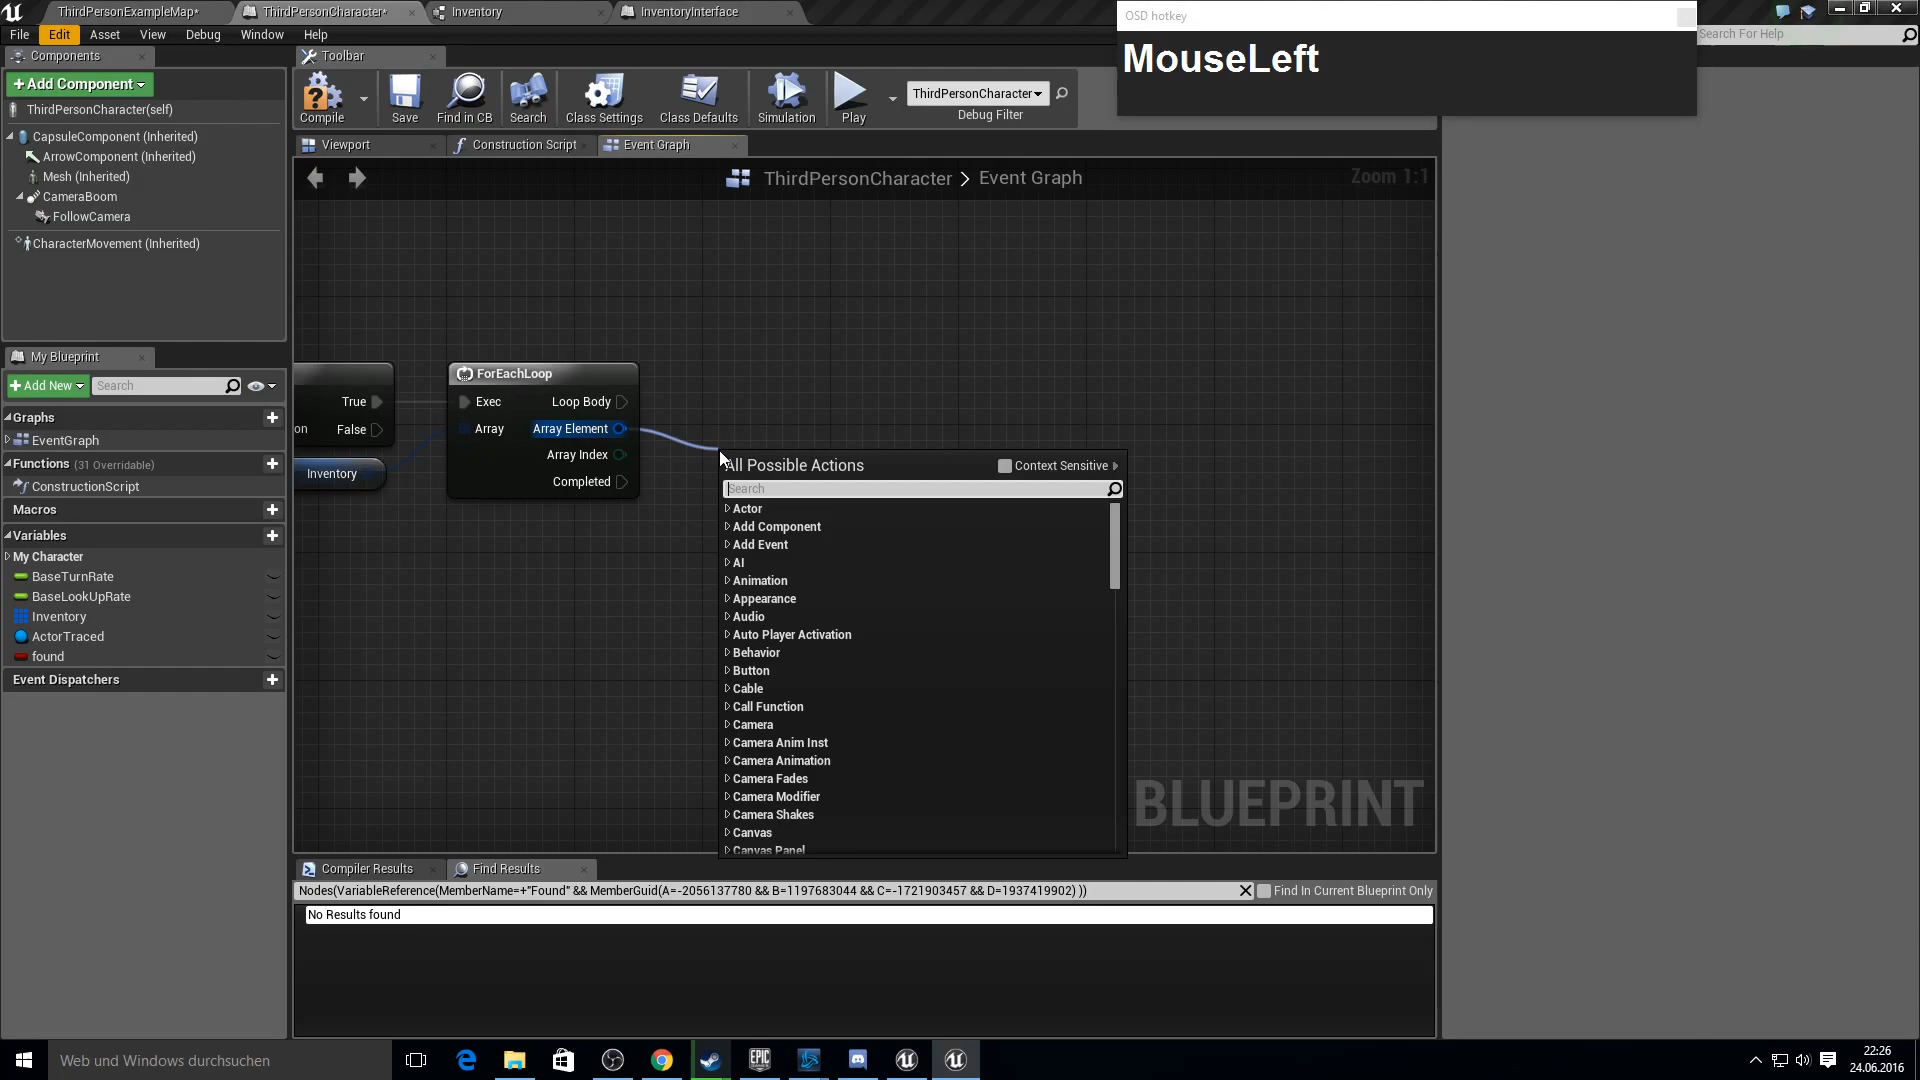 ThirdPersonExampleMap*
ThirdPersonCharacter*
Inventory
InventoryInterface
OSD hotkey
MouseLeft
File Edit Asset View Debug Window Help
Search For Help
Components
Toolbar
+Add Component
ThirdPersonCharacter(self)
CapsuleComponent (Inherited)
ArrowComponent (Inherited)
Mesh (Inherited)
CameraBoom
FollowCamera
CharacterMovement (Inherited)
Compile
Save
Find in CB
Search
Class Settings
Class Defaults
Simulation
Play
ThirdPersonCharacter
Debug Filter
Viewport
Construction Script
Event Graph
ThirdPersonCharacter > Event Graph
Zoom 1:1
My Blueprint
+Add New
Search
Graphs
EventGraph
Functions (31 Overridable)
ConstructionScript
Macros
Variables
My Character
BaseTurnRate
BaseLookUpRate
Inventory
ActorTraced
found
Event Dispatchers
True
on
False
Inventory
ForEachLoop
Exec
Loop Body
Array
Array Element
Array Index
Completed
All Possible Actions
Context Sensitive
Search
Actor
Add Component
Add Event
AI
Animation
Appearance
Audio
Auto Player Activation
Behavior
Button
Cable
Call Function
Camera
Camera Anim Inst
Camera Animation
Camera Fades
Camera Modifier
Camera Shakes
Canvas
Canvas Panel
BLUEPRINT
Compiler Results
Find Results
Nodes(VariableReference(MemberName=+"Found" && MemberGuid(A=-2056137780 && B=1197683044 && C=-1721903457 && D=1937419902) ))
Find In Current Blueprint Only
No Results found
Web und Windows durchsuchen
EPIC
GAMES
22:26
24.06.2016